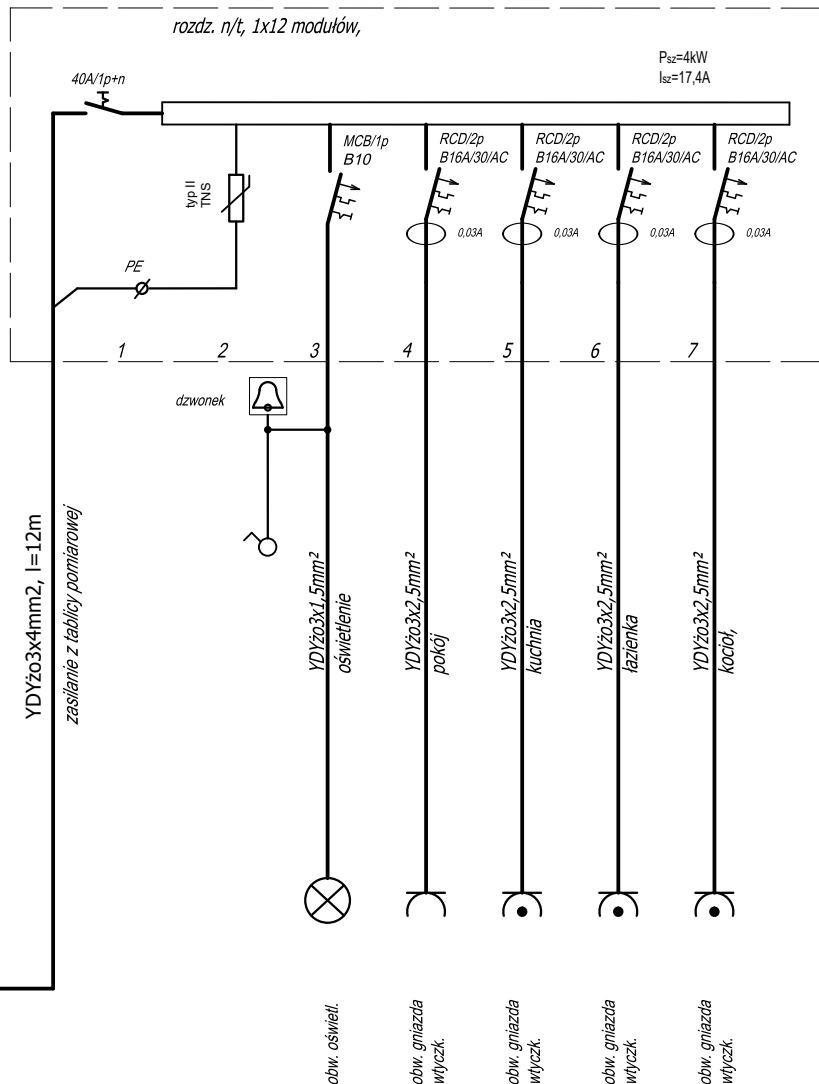 rozdz. n/t, 1x12 modułów,
Psz=4kW
Isz=17,4A
40A/1p+n
MCB/1p
B10
RCD/2p
B16A/30/AC
RCD/2p
B16A/30/AC
RCD/2p
B16A/30/AC
RCD/2p
B16A/30/AC
typ II
TNS
0,03A
0,03A
0,03A
0,03A
PE
1
2
3
4
5
6
7
dzwonek
YDYżo3x4mm2, l=12m
zasilanie z tablicy pomiarowej
YDYżo3x1,5mm²
oświetlenie
YDYżo3x2,5mm²
pokój
YDYżo3x2,5mm²
kuchnia
YDYżo3x2,5mm²
łazienka
YDYżo3x2,5mm²
kocioł,
obw. oświetl.
obw. gniazda
wtyczk.
obw. gniazda
wtyczk.
obw. gniazda
wtyczk.
obw. gniazda
wtyczk.